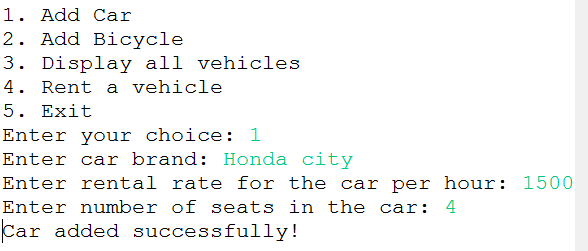 1. Add Car
2. Add Bicycle
3. Display all vehicles
4. Rent a vehicle
5. Exit
Enter your choice: 1
Enter car brand: Honda city
Enter rental rate for the car per hour: 1500
Enter number of seats in the car: 4
Car added successfully!